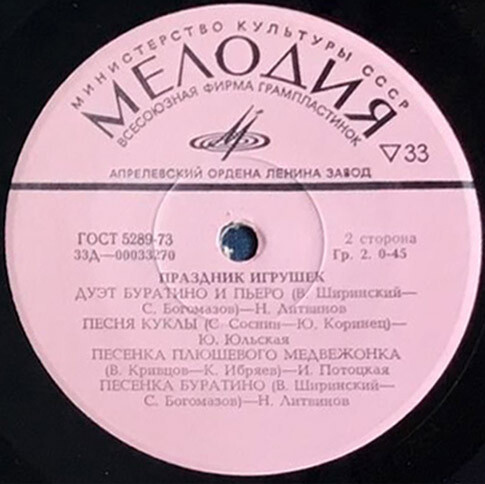 МИНИСТЕРСТВО КУЛЬТУРЫ СССР
МЕЛОДИЯ
ВСЕСОЮЗНАЯ ФИРМА ГРАМПЛАСТИНОК
▽33
АПРЕЛЕВСКИЙ ОРДЕНА ЛЕНИНА ЗАВОД
ГОСТ 5289-73
2 сторона
33Д—00033270
Гр. 2. 0-45
ПРАЗДНИК ИГРУШЕК
ДУЭТ БУРАТИНО И ПЬЕРО (В. Ширинский—
С. Богомазов)—Н. Литвинов
ПЕСНЯ КУКЛЫ (С. Соснин—Ю. Коринец)—
Ю. Юльская
ПЕСЕНКА ПЛЮШЕВОГО МЕДВЕЖОНКА
(В. Кривцов—К. Ибряев)—И. Потоцкая
ПЕСЕНКА БУРАТИНО (В. Ширинский—
С. Богомазов)—Н. Литвинов